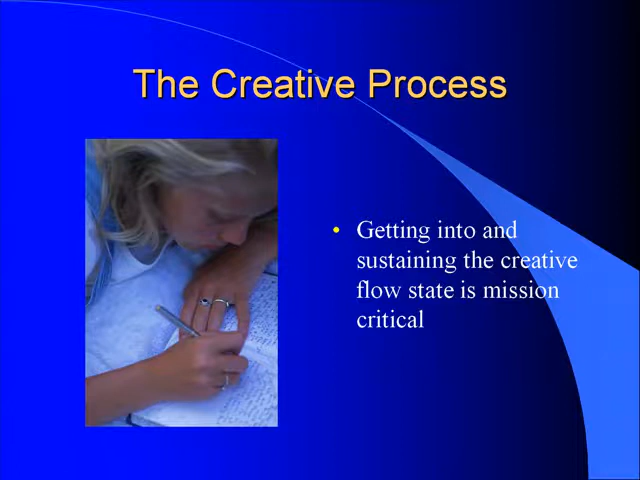 The Creative Process
• Getting into and
sustaining the creative
flow state is mission
critical